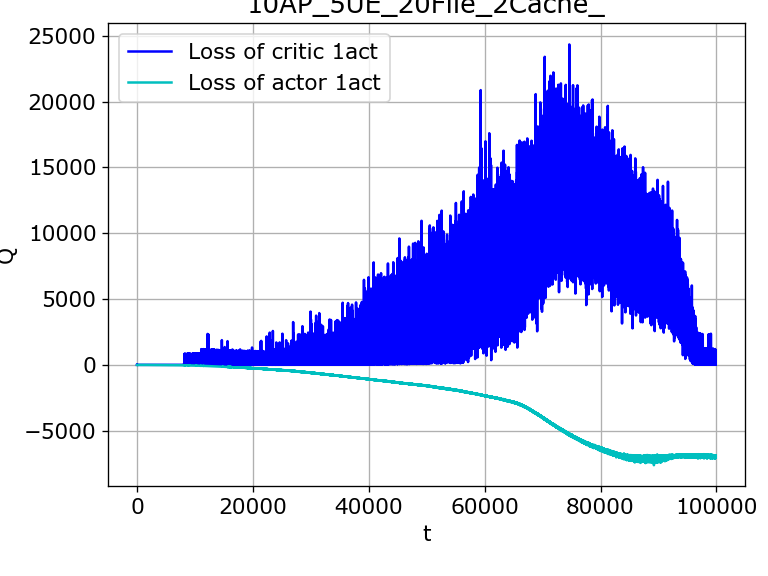 10AP_5UE_20File_2Cache_
25000
20000
15000
10000
5000
0
−5000
Q
Loss of critic 1act
Loss of actor 1act
0 20000 40000 60000 80000 100000
t